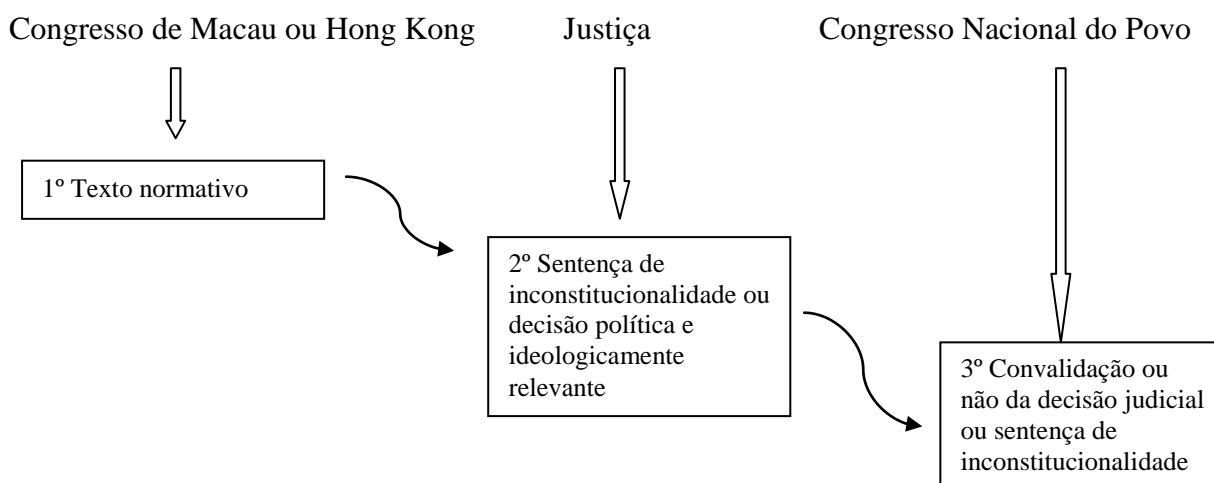 Congresso de Macau ou Hong Kong
Justiça
Congresso Nacional do Povo
1º Texto normativo
2º Sentença de
inconstitucionalidade ou
decisão política e
ideologicamente
relevante
3º Convalidação ou
não da decisão judicial
ou sentença de
inconstitucionalidade